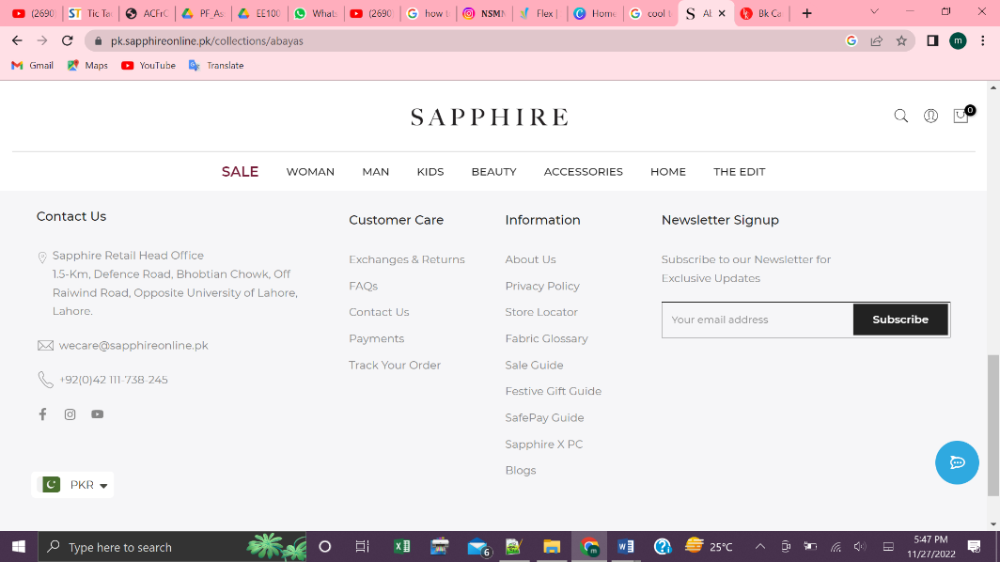 (2690
Tic Tac
ACFrC
PF_As
EE100
Whats
(2690
how t
NSMN
Flex |
Home
cool t
Ab
Bk Ca
pk.sapphireonline.pk/collections/abayas
m
Gmail
Maps
YouTube
Translate
SAPPHIRE
0
SALE WOMAN MAN KIDS BEAUTY ACCESSORIES HOME THE EDIT
Contact Us
Sapphire Retail Head Office
1.5-Km, Defence Road, Bhobtian Chowk, Off
Raiwind Road, Opposite University of Lahore,
Lahore.
wecare@sapphireonline.pk
+92(0)42 111-738-245
PKR
Customer Care
Exchanges & Returns
FAQs
Contact Us
Payments
Track Your Order
Information
About Us
Privacy Policy
Store Locator
Fabric Glossary
Sale Guide
Festive Gift Guide
SafePay Guide
Sapphire X PC
Blogs
Newsletter Signup
Subscribe to our Newsletter for
Exclusive Updates
Your email address
Subscribe
Type here to search
6
25°C
5:47 PM
11/27/2022